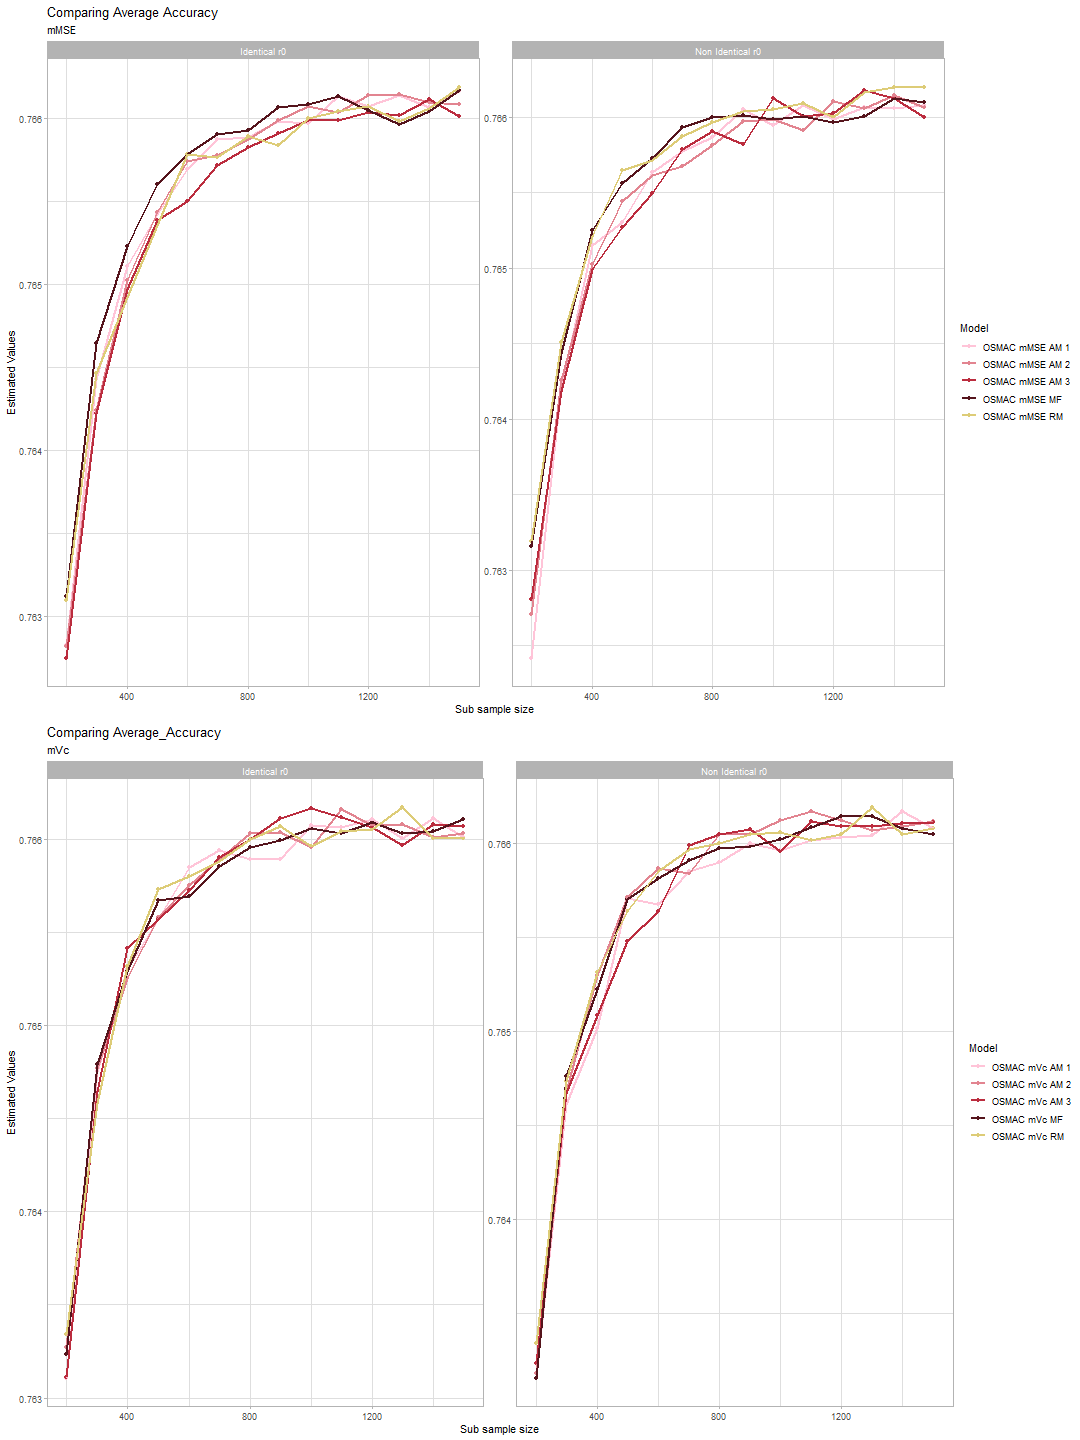 Comparing Average Accuracy
mMSE
Identical r0
Non Identical r0
Estimated Values
0.766
0.765
0.764
0.763
0.766
0.765
0.764
0.763
400
800
1200
400
800
1200
Sub sample size
Model
OSMAC mMSE AM 1
OSMAC mMSE AM 2
OSMAC mMSE AM 3
OSMAC mMSE MF
OSMAC mMSE RM
Comparing Average_Accuracy
mVc
Identical r0
Non Identical r0
Estimated Values
0.766
0.765
0.764
0.763
0.766
0.765
0.764
400
1200
400
1200
Sub sample size
Model
OSMAC mVc AM 1
OSMAC mVc AM 2
OSMAC mVc AM 3
OSMAC mVc MF
OSMAC mVc RM